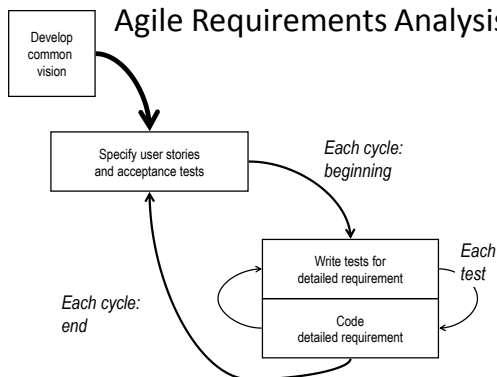 Agile Requirements Analysis
Develop
common
vision
Specify user stories
and acceptance tests
Each cycle:
beginning
Write tests for
detailed requirement
Each
test
Code
detailed requirement
Each cycle:
end